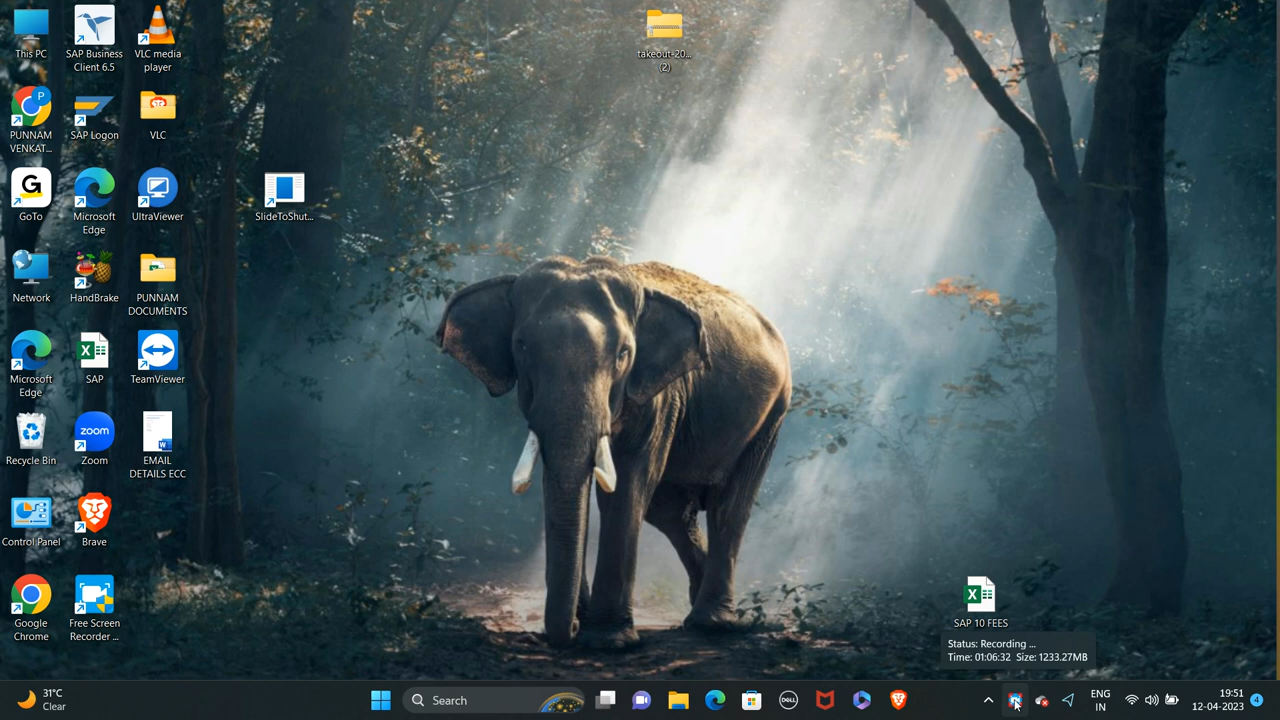 This PC
SAP Business
Client 6.5
VLC media
player
takeout-20...
(2)
PUNNAM
VENKAT...
SAP Logon
VLC
GoTo
Microsoft
Edge
UltraViewer
SlideToShut...
Network
HandBrake
PUNNAM
DOCUMENTS
Microsoft
Edge
SAP
TeamViewer
Recycle Bin
zoom
Zoom
EMAIL
DETAILS ECC
Control Panel
Brave
Google
Chrome
Free Screen
Recorder ...
SAP 10 FEES
Status: Recording ...
Time: 01:06:32 Size: 1233.27MB
31°C
Clear
Search
DELL
ENG
IN
19:51
12-04-2023
4